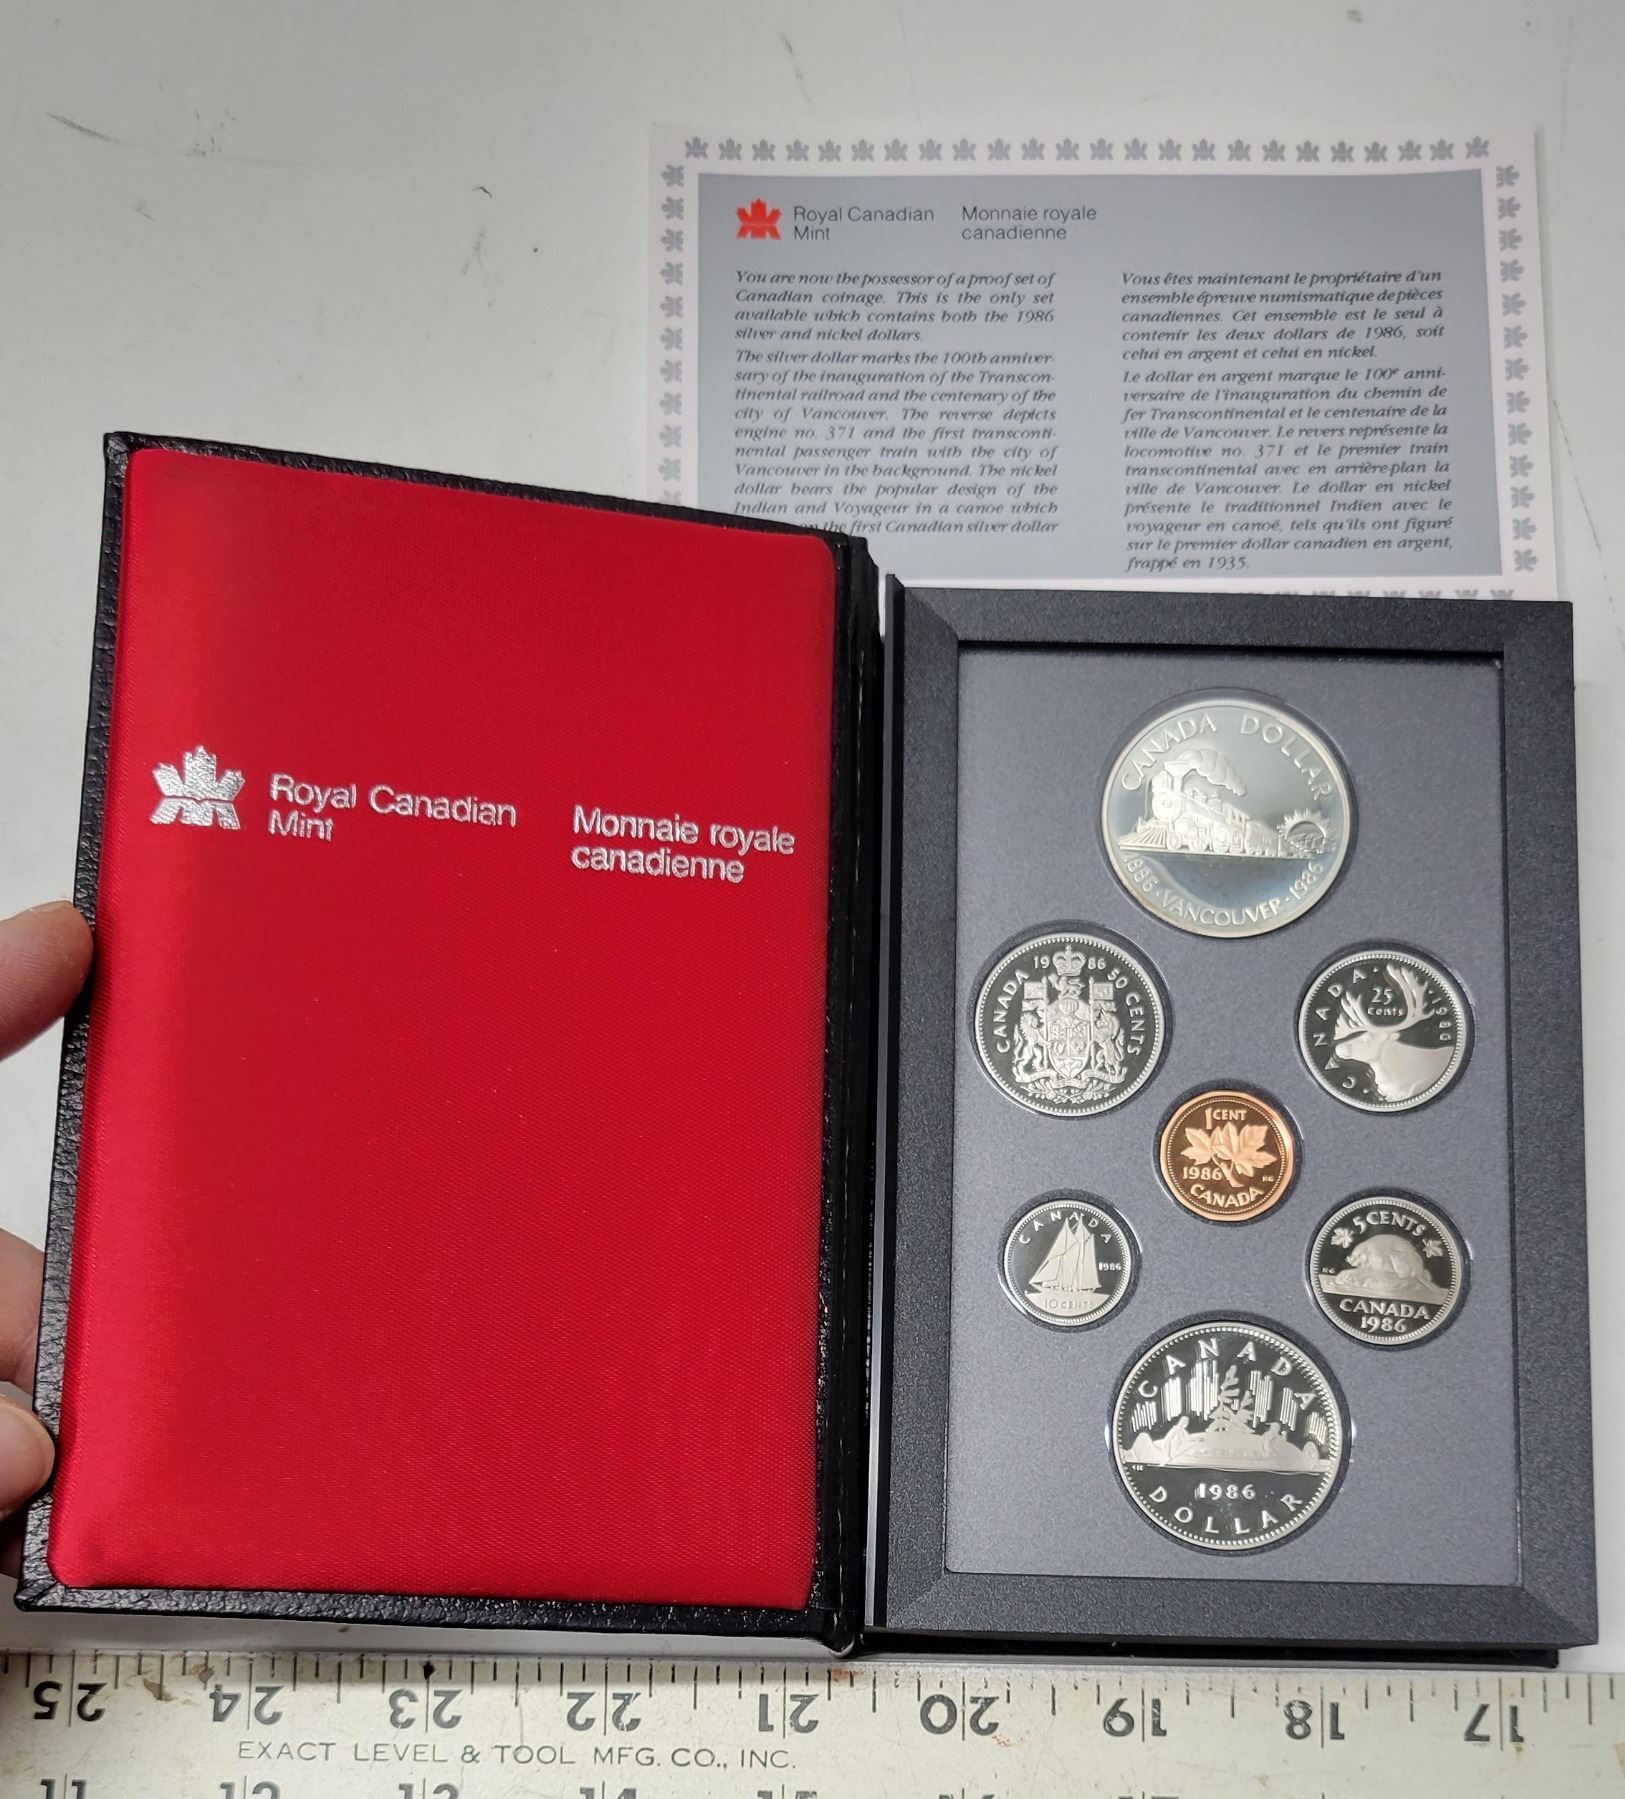 Royal Canadian
Mint
Monnaie royale
canadienne
You are now the possessor of a proof set of
Canadian coinage. This is the only set
available which contains both the 1986
silver and nickel dollars.
The silver dollar marks the 100th anniver-
sary of the inauguration of the Transcon-
tinental railroad and the centenary of the
city of Vancouver. The reverse depicts
engine no. 371 and the first transconti-
nental passenger train with the city of
Vancouver in the background. The nickel
dollar bears the popular design of the
Indian and Voyageur in a canoe which
on the first Canadian silver dollar
Vous êtes maintenant le propriétaire d'un
ensemble épreuve numismatique de pièces
canadiennes. Cet ensemble est le seul à
contenir les deux dollars de 1986, soit
celui en argent et celui en nickel.
Le dollar en argent marque le 100e anni-
versaire de l'inauguration du chemin de
fer Transcontinental et le centenaire de la
ville de Vancouver. Le revers représente la
locomotive no. 371 et le premier train
transcontinental avec en arrière-plan la
ville de Vancouver. Le dollar en nickel
présente le traditionnel Indien avec le
voyageur en canoë, tels qu'ils ont figuré
sur le premier dollar canadien en argent,
frappé en 1935.
Royal Canadian
Mint
Monnaie royale
canadienne
CANADA DOLLAR
1886·VANCOUVER·1986
CANADA 1986 50 CENTS
·CANADA·1986
25
cents
1 CENT
1986
RG
CANADA
CANADA
1986
10 CENTS
5 CENTS
RG
CANADA
1986
CANADA
1986
DOLLAR
25 24 23 22 21 20 19 18 17
EXACT LEVEL & TOOL MFG. CO., INC.